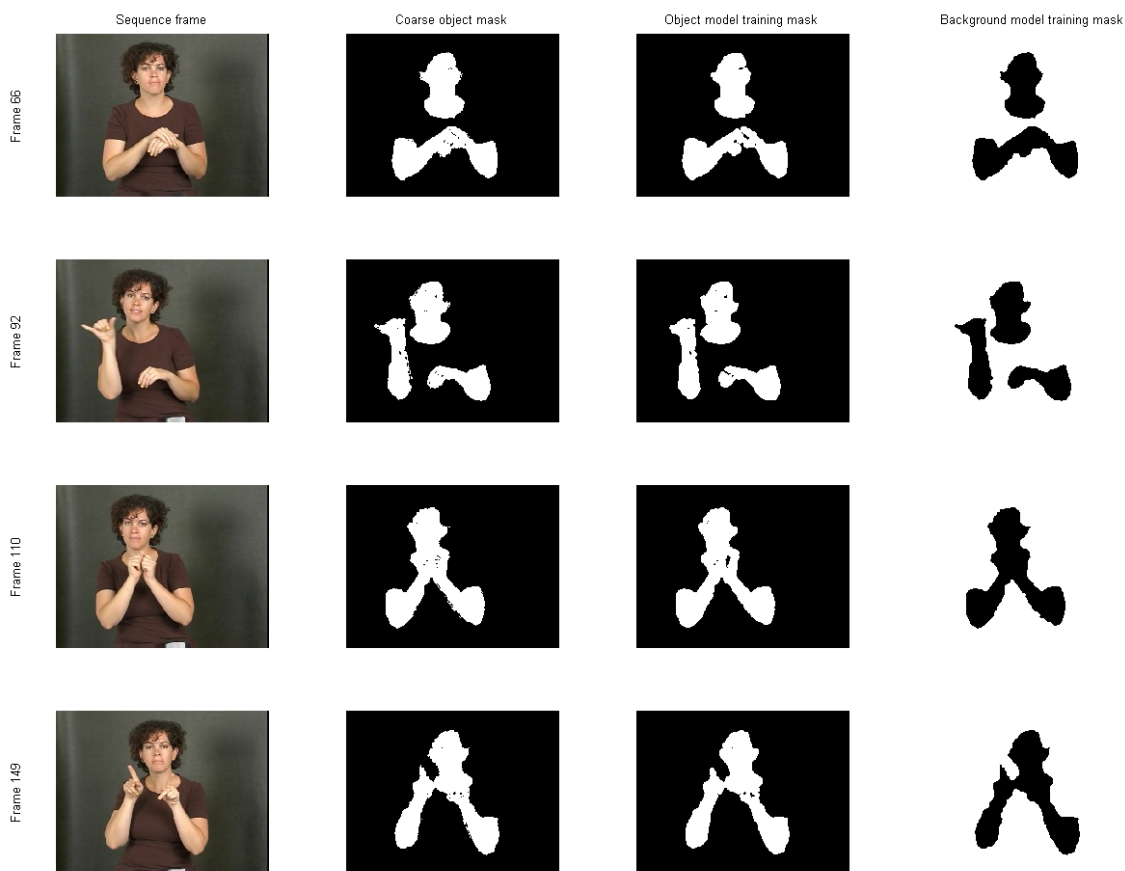 Sequence frame
Coarse object mask
Object model training mask
Background model training mask
Frame 66
Frame 92
Frame 110
Frame 149